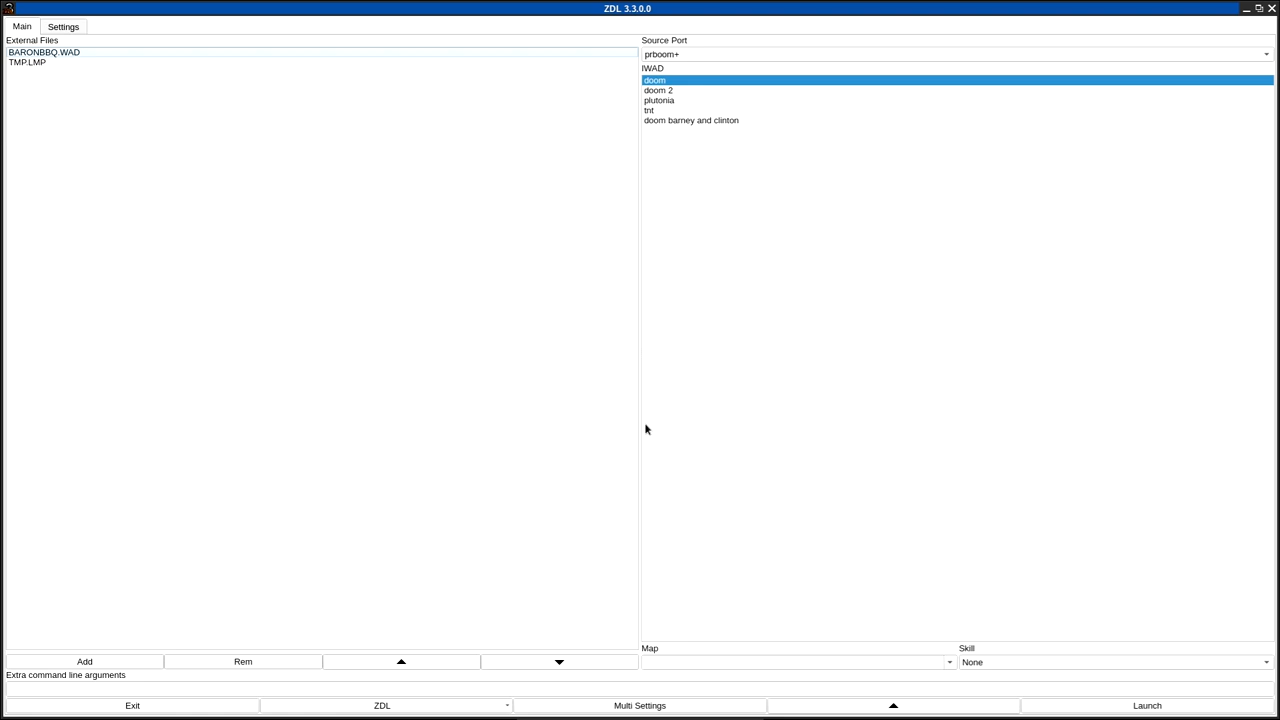 ZDL 3.3.0.0
Main
Settings
External Files
BARONBBQ.WAD
TMP.LMP
Source Port
prboom+
IWAD
doom
doom 2
plutonia
tnt
doom barney and clinton
Map
Skill
None
Add
Rem
Extra command line arguments
Exit
ZDL
Multi Settings
Launch